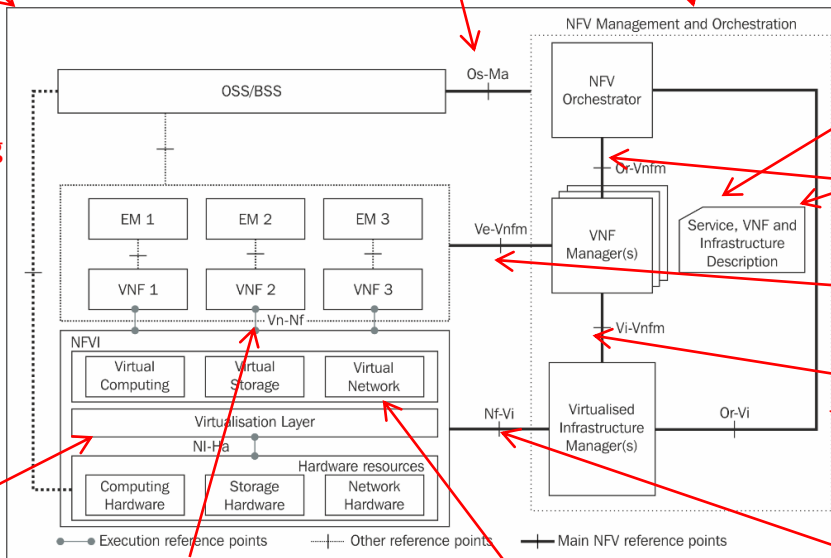 NFV Management and Orchestration
Os-Ma
OSS/BSS
NFV
Orchestrator
g
Or-Vnfm
EM 1
EM 2
EM 3
Ve-Vnfm
VNF
Manager(s)
Service, VNF and
Infrastructure
Description
VNF 1
VNF 2
VNF 3
Vn-Nf
Vi-Vnfm
NFVI
Virtual
Computing
Virtual
Storage
Virtual
Network
Virtualisation Layer
Nf-Vi
Virtualised
Infrastructure
Manager(s)
Or-Vi
NI-Ha
Hardware resources
Computing
Hardware
Storage
Hardware
Network
Hardware
Execution reference points
Other reference points
Main NFV reference points